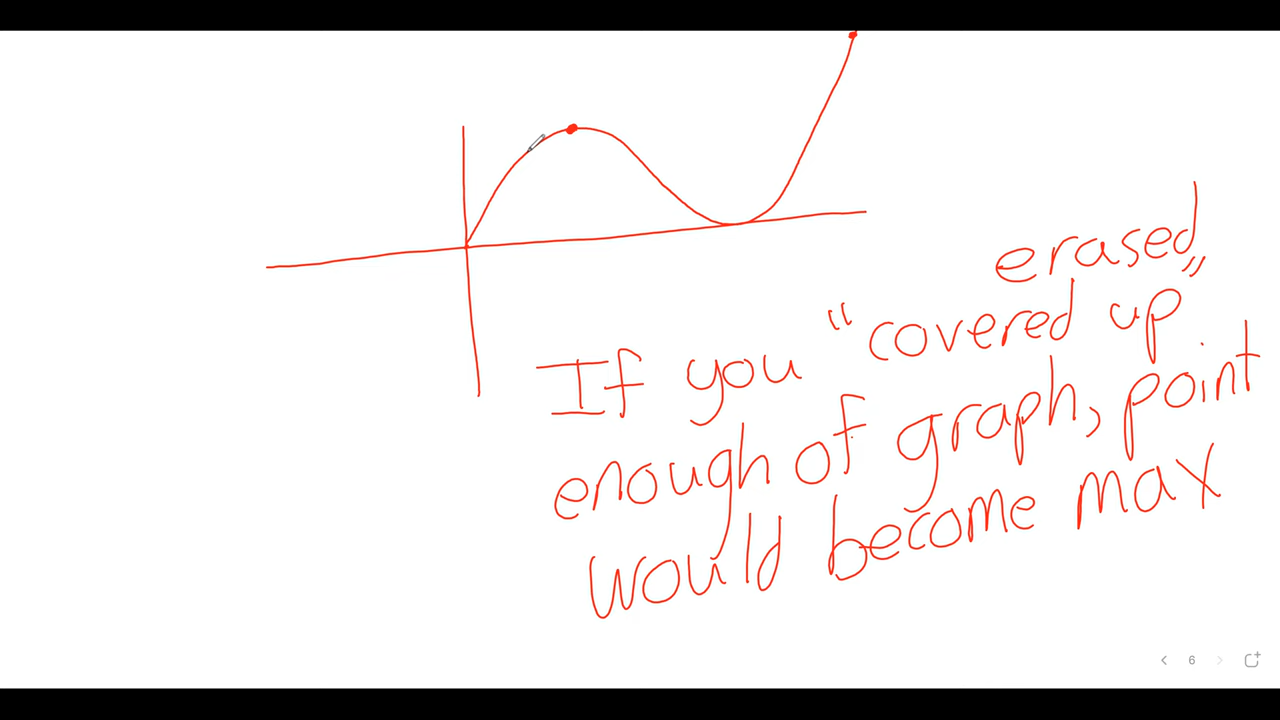 erased
If you "covered up"
enough of graph, point
would become max
6